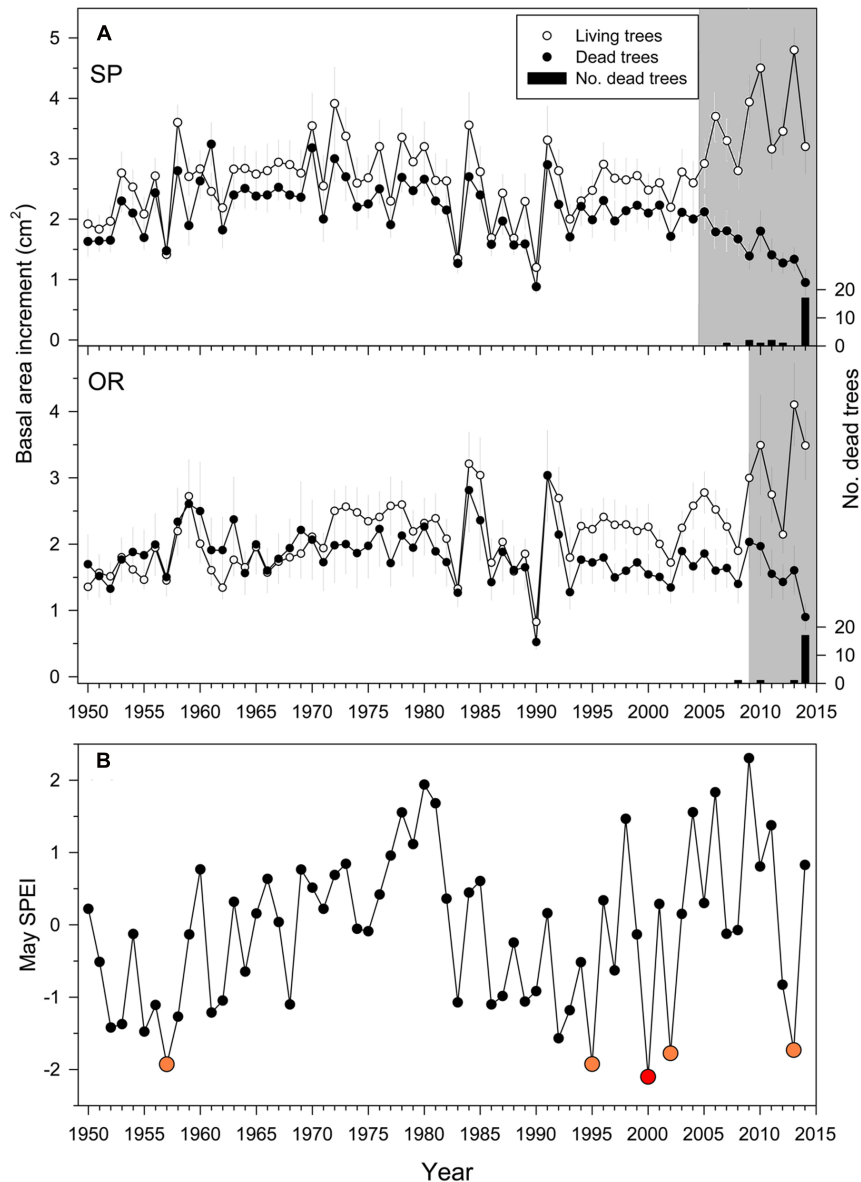 A
SP
Living trees
Dead trees
No. dead trees
5
4
3
2
1
0
20
10
0
Basal area increment (cm²)
OR
4
3
2
1
0
20
10
0
No. dead trees
1950 1955 1960 1965 1970 1975 1980 1985 1990 1995 2000 2005 2010 2015
B
2
1
0
-1
-2
May SPEI
1950 1955 1960 1965 1970 1975 1980 1985 1990 1995 2000 2005 2010 2015
Year